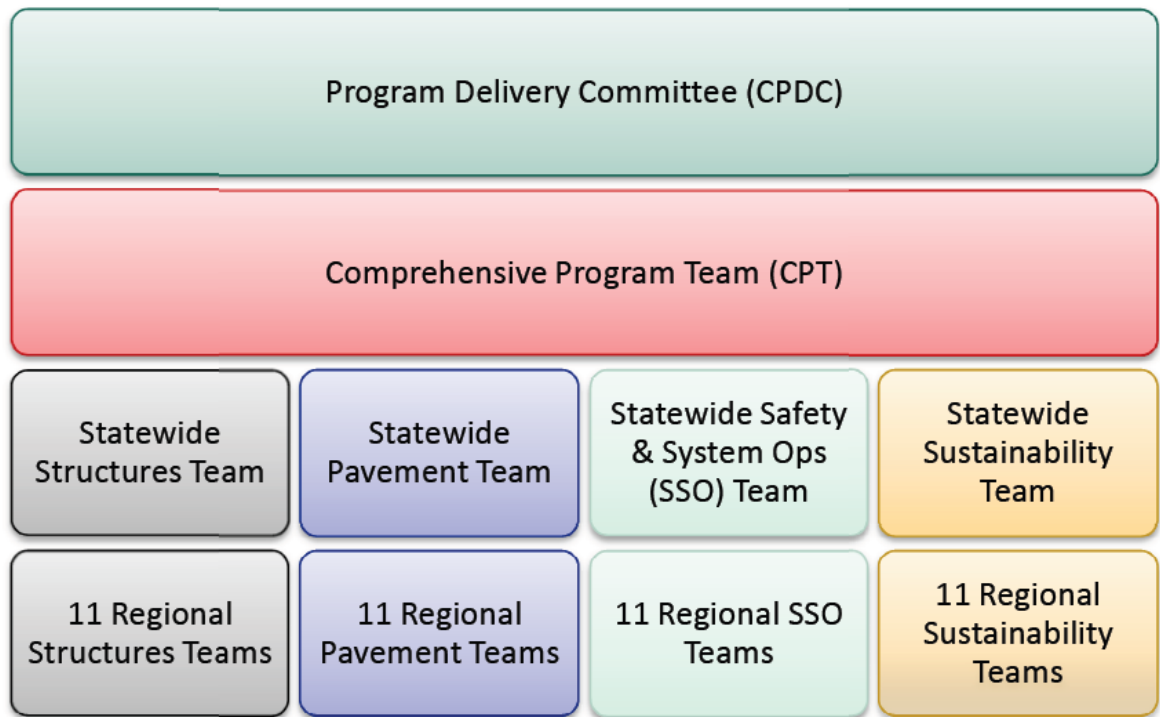 Program Delivery Committee (CPDC)
Comprehensive Program Team (CPT)
Statewide
Structures Team
Statewide
Pavement Team
Statewide Safety
& System Ops
(SSO) Team
Statewide
Sustainability
Team
11 Regional
Structures Teams
11 Regional
Pavement Teams
11 Regional SSO
Teams
11 Regional
Sustainability
Teams